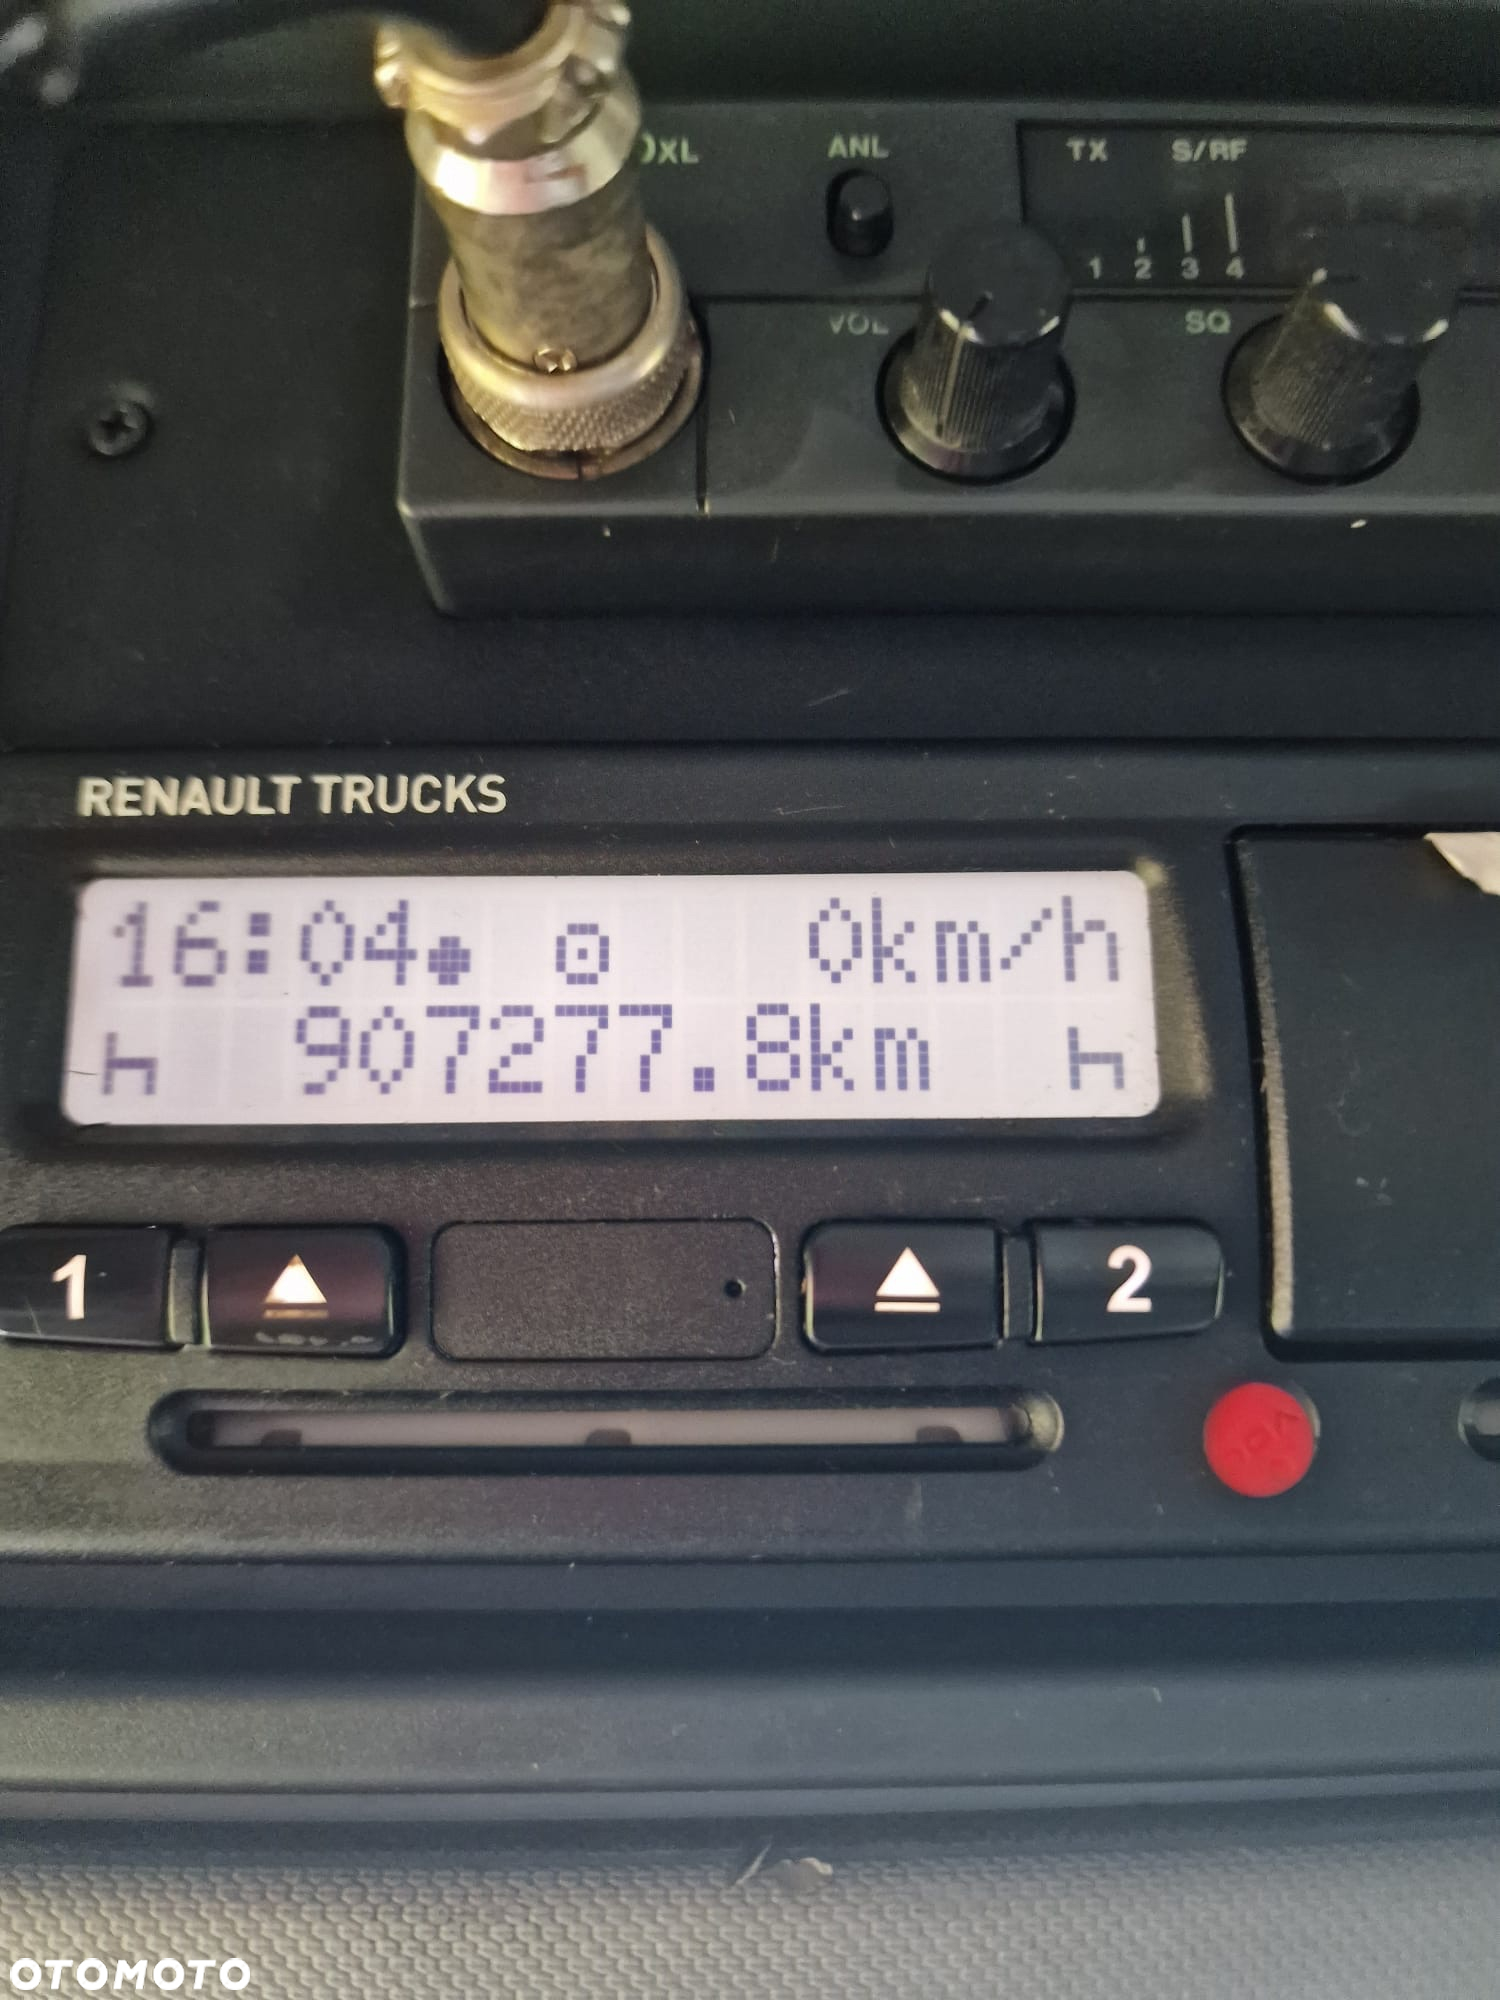 XL ANL TX S/RF
1 2 3 4
VOL SQ
RENAULT TRUCKS
16:04 0km/h
h 907277.8km h
1 2
VDO
OTOMOTO